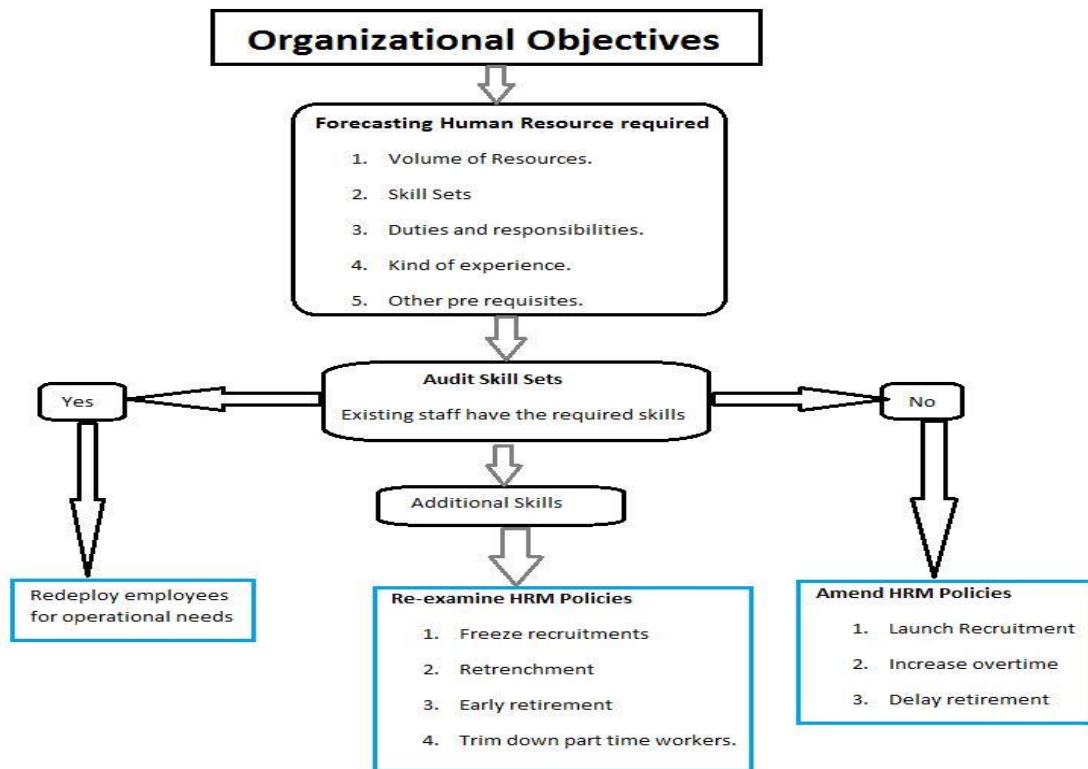 Organizational Objectives
Forecasting Human Resource required
1. Volume of Resources.
2. Skill Sets
3. Duties and responsibilities.
4. Kind of experience.
5. Other pre requisites.
Audit Skill Sets
Existing staff have the required skills
Yes
No
Additional Skills
Redeploy employees
for operational needs
Re-examine HRM Policies
1. Freeze recruitments
2. Retrenchment
3. Early retirement
4. Trim down part time workers.
Amend HRM Policies
1. Launch Recruitment
2. Increase overtime
3. Delay retirement